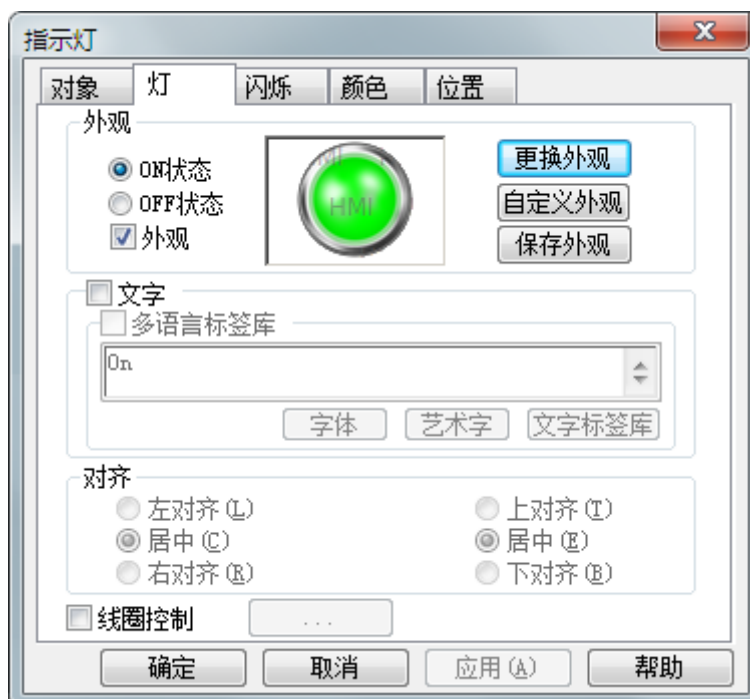 指示灯
对象 灯 闪烁 颜色 位置
外观
ON状态
OFF状态
外观
HMI
更换外观
自定义外观
保存外观
文字
多语言标签库
On
字体 艺术字 文字标签库
对齐
左对齐(L) 上对齐(T)
居中(C) 居中(E)
右对齐(R) 下对齐(B)
线圈控制 ...
确定 取消 应用(A) 帮助